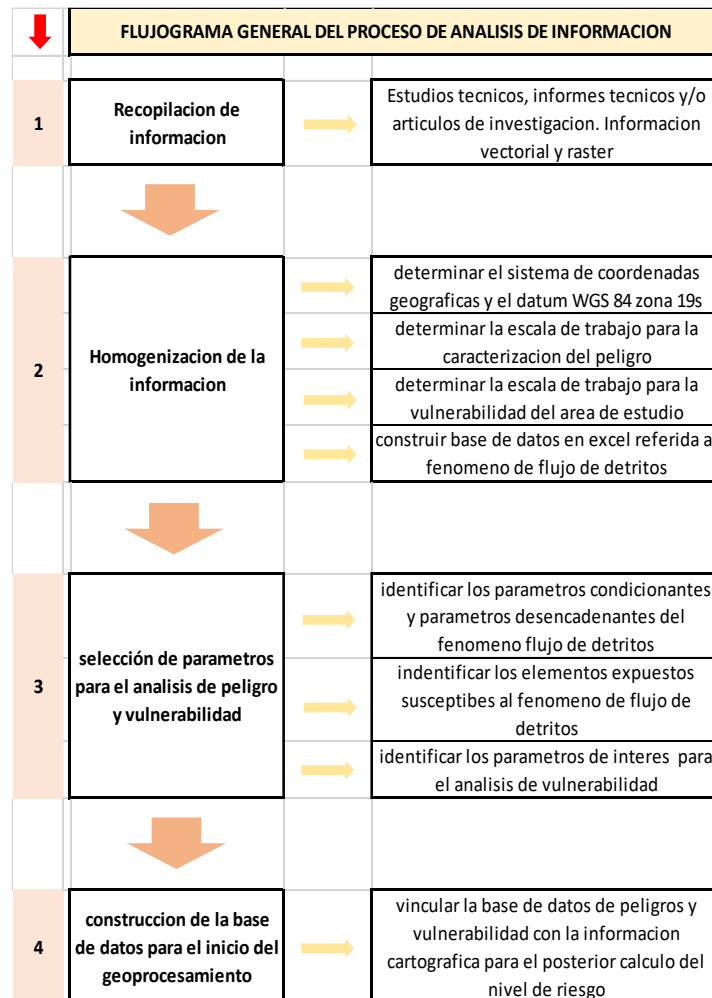 FLUJOGRAMA GENERAL DEL PROCESO DE ANALISIS DE INFORMACION
1
Recopilacion de
informacion
Estudios tecnicos, informes tecnicos y/o
articulos de investigacion. Informacion
vectorial y raster
2
Homogenizacion de la
informacion
determinar el sistema de coordenadas
geograficas y el datum WGS 84 zona 19s
determinar la escala de trabajo para la
caracterizacion del peligro
determinar la escala de trabajo para la
vulnerabilidad del area de estudio
construir base de datos en excel referida a
fenomeno de flujo de detritos
3
selección de parametros
para el analisis de peligro
y vulnerabilidad
identificar los parametros condicionantes
y parametros desencadenantes del
fenomeno flujo de detritos
indentificar los elementos expuestos
susceptibes al fenomeno de flujo de
detritos
identificar los parametros de interes para
el analisis de vulnerabilidad
4
construccion de la base
de datos para el inicio del
geoprocesamiento
vincular la base de datos de peligros y
vulnerabilidad con la informacion
cartografica para el posterior calculo del
nivel de riesgo